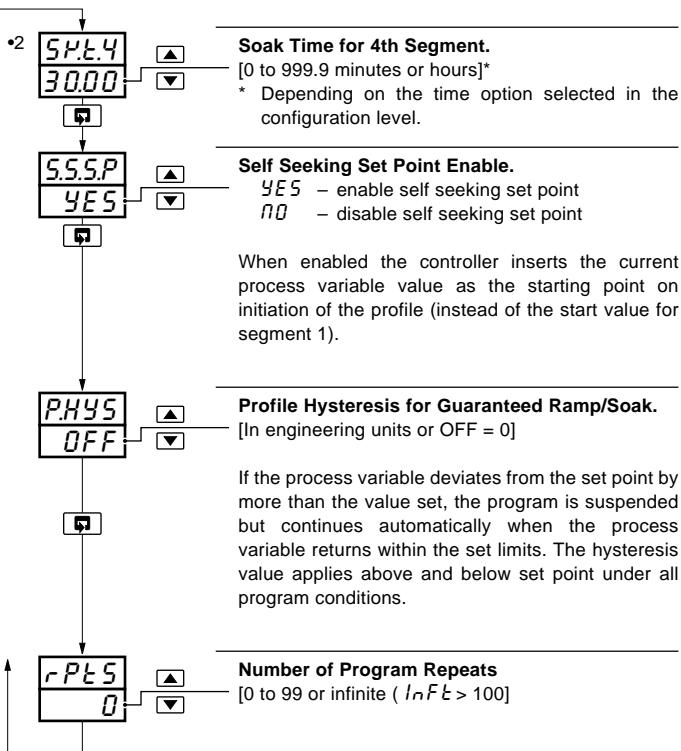 •2
SK.t.4
30.00
Soak Time for 4th Segment.
[0 to 999.9 minutes or hours]*
* Depending on the time option selected in the
configuration level.
S.S.S.P
YES
Self Seeking Set Point Enable.
YES – enable self seeking set point
NO – disable self seeking set point
When enabled the controller inserts the current
process variable value as the starting point on
initiation of the profile (instead of the start value for
segment 1).
P.HYS
OFF
Profile Hysteresis for Guaranteed Ramp/Soak.
[In engineering units or OFF = 0]
If the process variable deviates from the set point by
more than the value set, the program is suspended
but continues automatically when the process
variable returns within the set limits. The hysteresis
value applies above and below set point under all
program conditions.
rPtS
0
Number of Program Repeats
[0 to 99 or infinite ( InFt > 100]